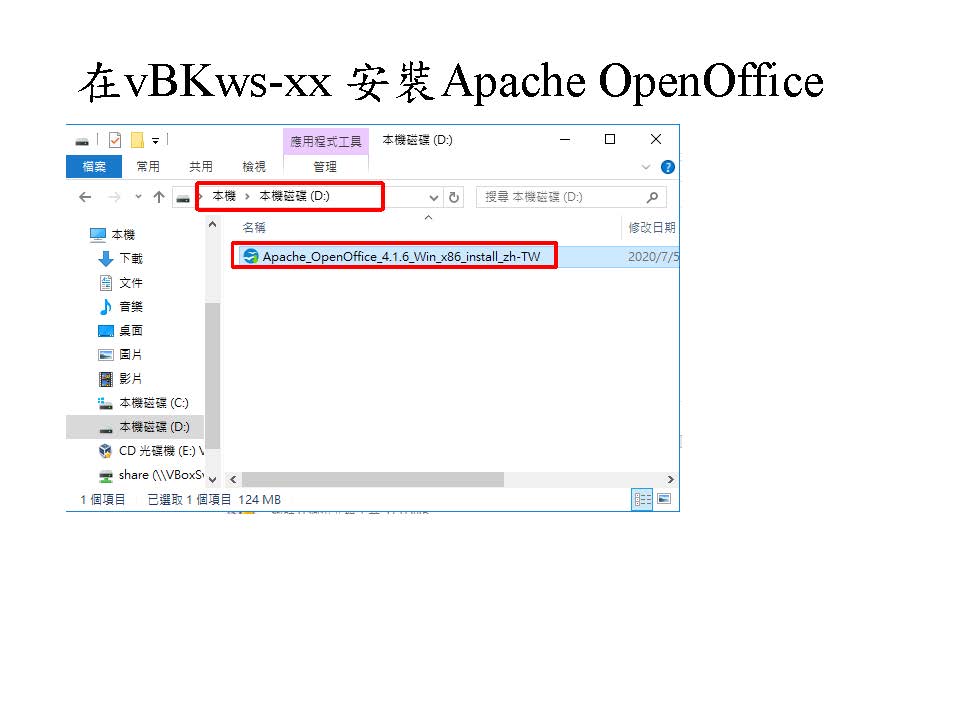 在vBKws-xx 安裝Apache OpenOffice
應用程式工具 本機磁碟 (D:)
檔案 常用 共用 檢視 管理
本機 › 本機磁碟 (D:) 搜尋 本機磁碟 (D:)
名稱 修改日期
本機
Apache_OpenOffice_4.1.6_Win_x86_install_zh-TW 2020/7/5
下載
文件
音樂
桌面
圖片
影片
本機磁碟 (C:)
本機磁碟 (D:)
CD 光碟機 (E:) V
share (\\VBoxSv
1 個項目 已選取 1 個項目 124 MB